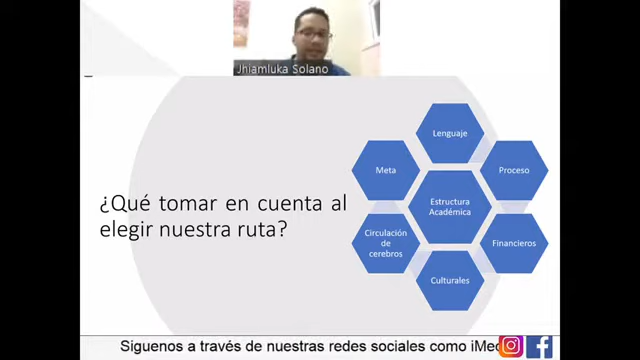 Jhiamluka Solano
¿Qué tomar en cuenta al
elegir nuestra ruta?
Lenguaje
Meta
Proceso
Estructura
Académica
Circulación
de
cerebros
Financieros
Culturales
Siguenos a través de nuestras redes sociales como iMed